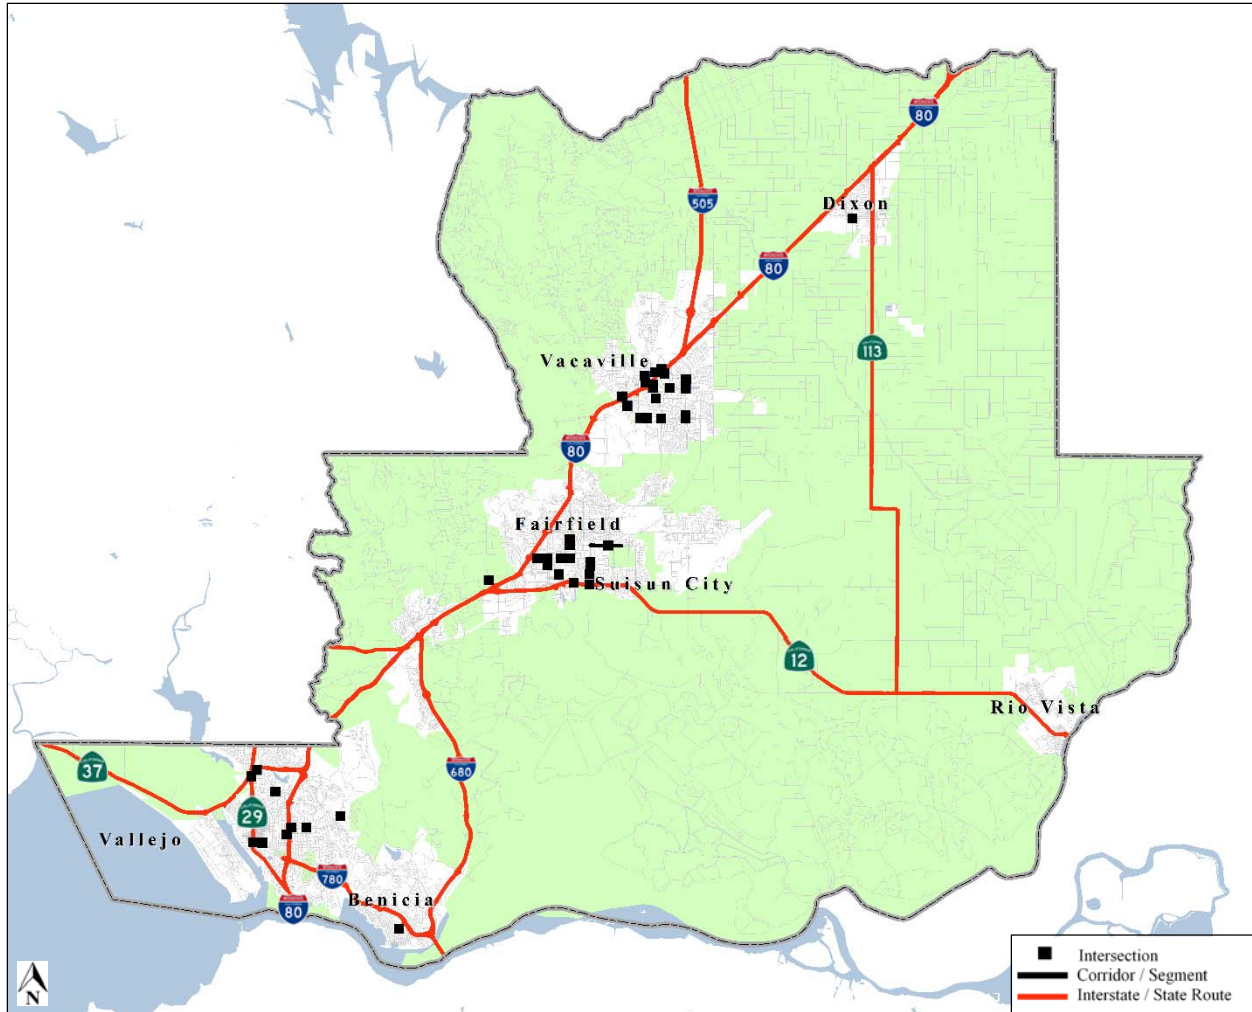 80
505
Dixon
80
113
Vacaville
80
Fairfield
Suisun City
12
Rio Vista
37
680
29
Vallejo
780
Benicia
80
Intersection
Corridor / Segment
Interstate / State Route
N